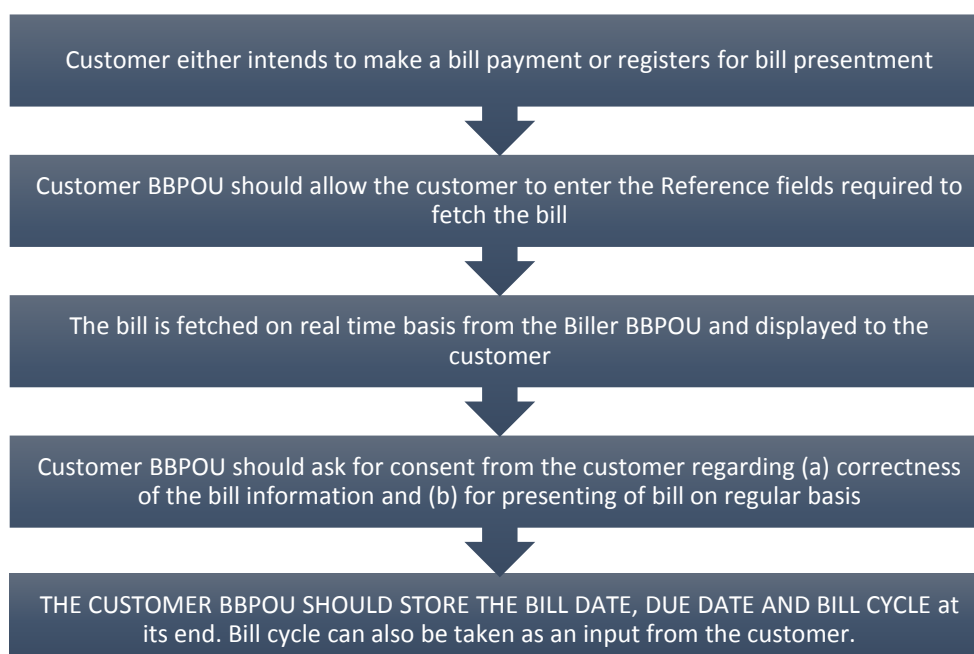 Customer either intends to make a bill payment or registers for bill presentment
Customer BBPOU should allow the customer to enter the Reference fields required to
fetch the bill
The bill is fetched on real time basis from the Biller BBPOU and displayed to the
customer
Customer BBPOU should ask for consent from the customer regarding (a) correctness
of the bill information and (b) for presenting of bill on regular basis
THE CUSTOMER BBPOU SHOULD STORE THE BILL DATE, DUE DATE AND BILL CYCLE at
its end. Bill cycle can also be taken as an input from the customer.